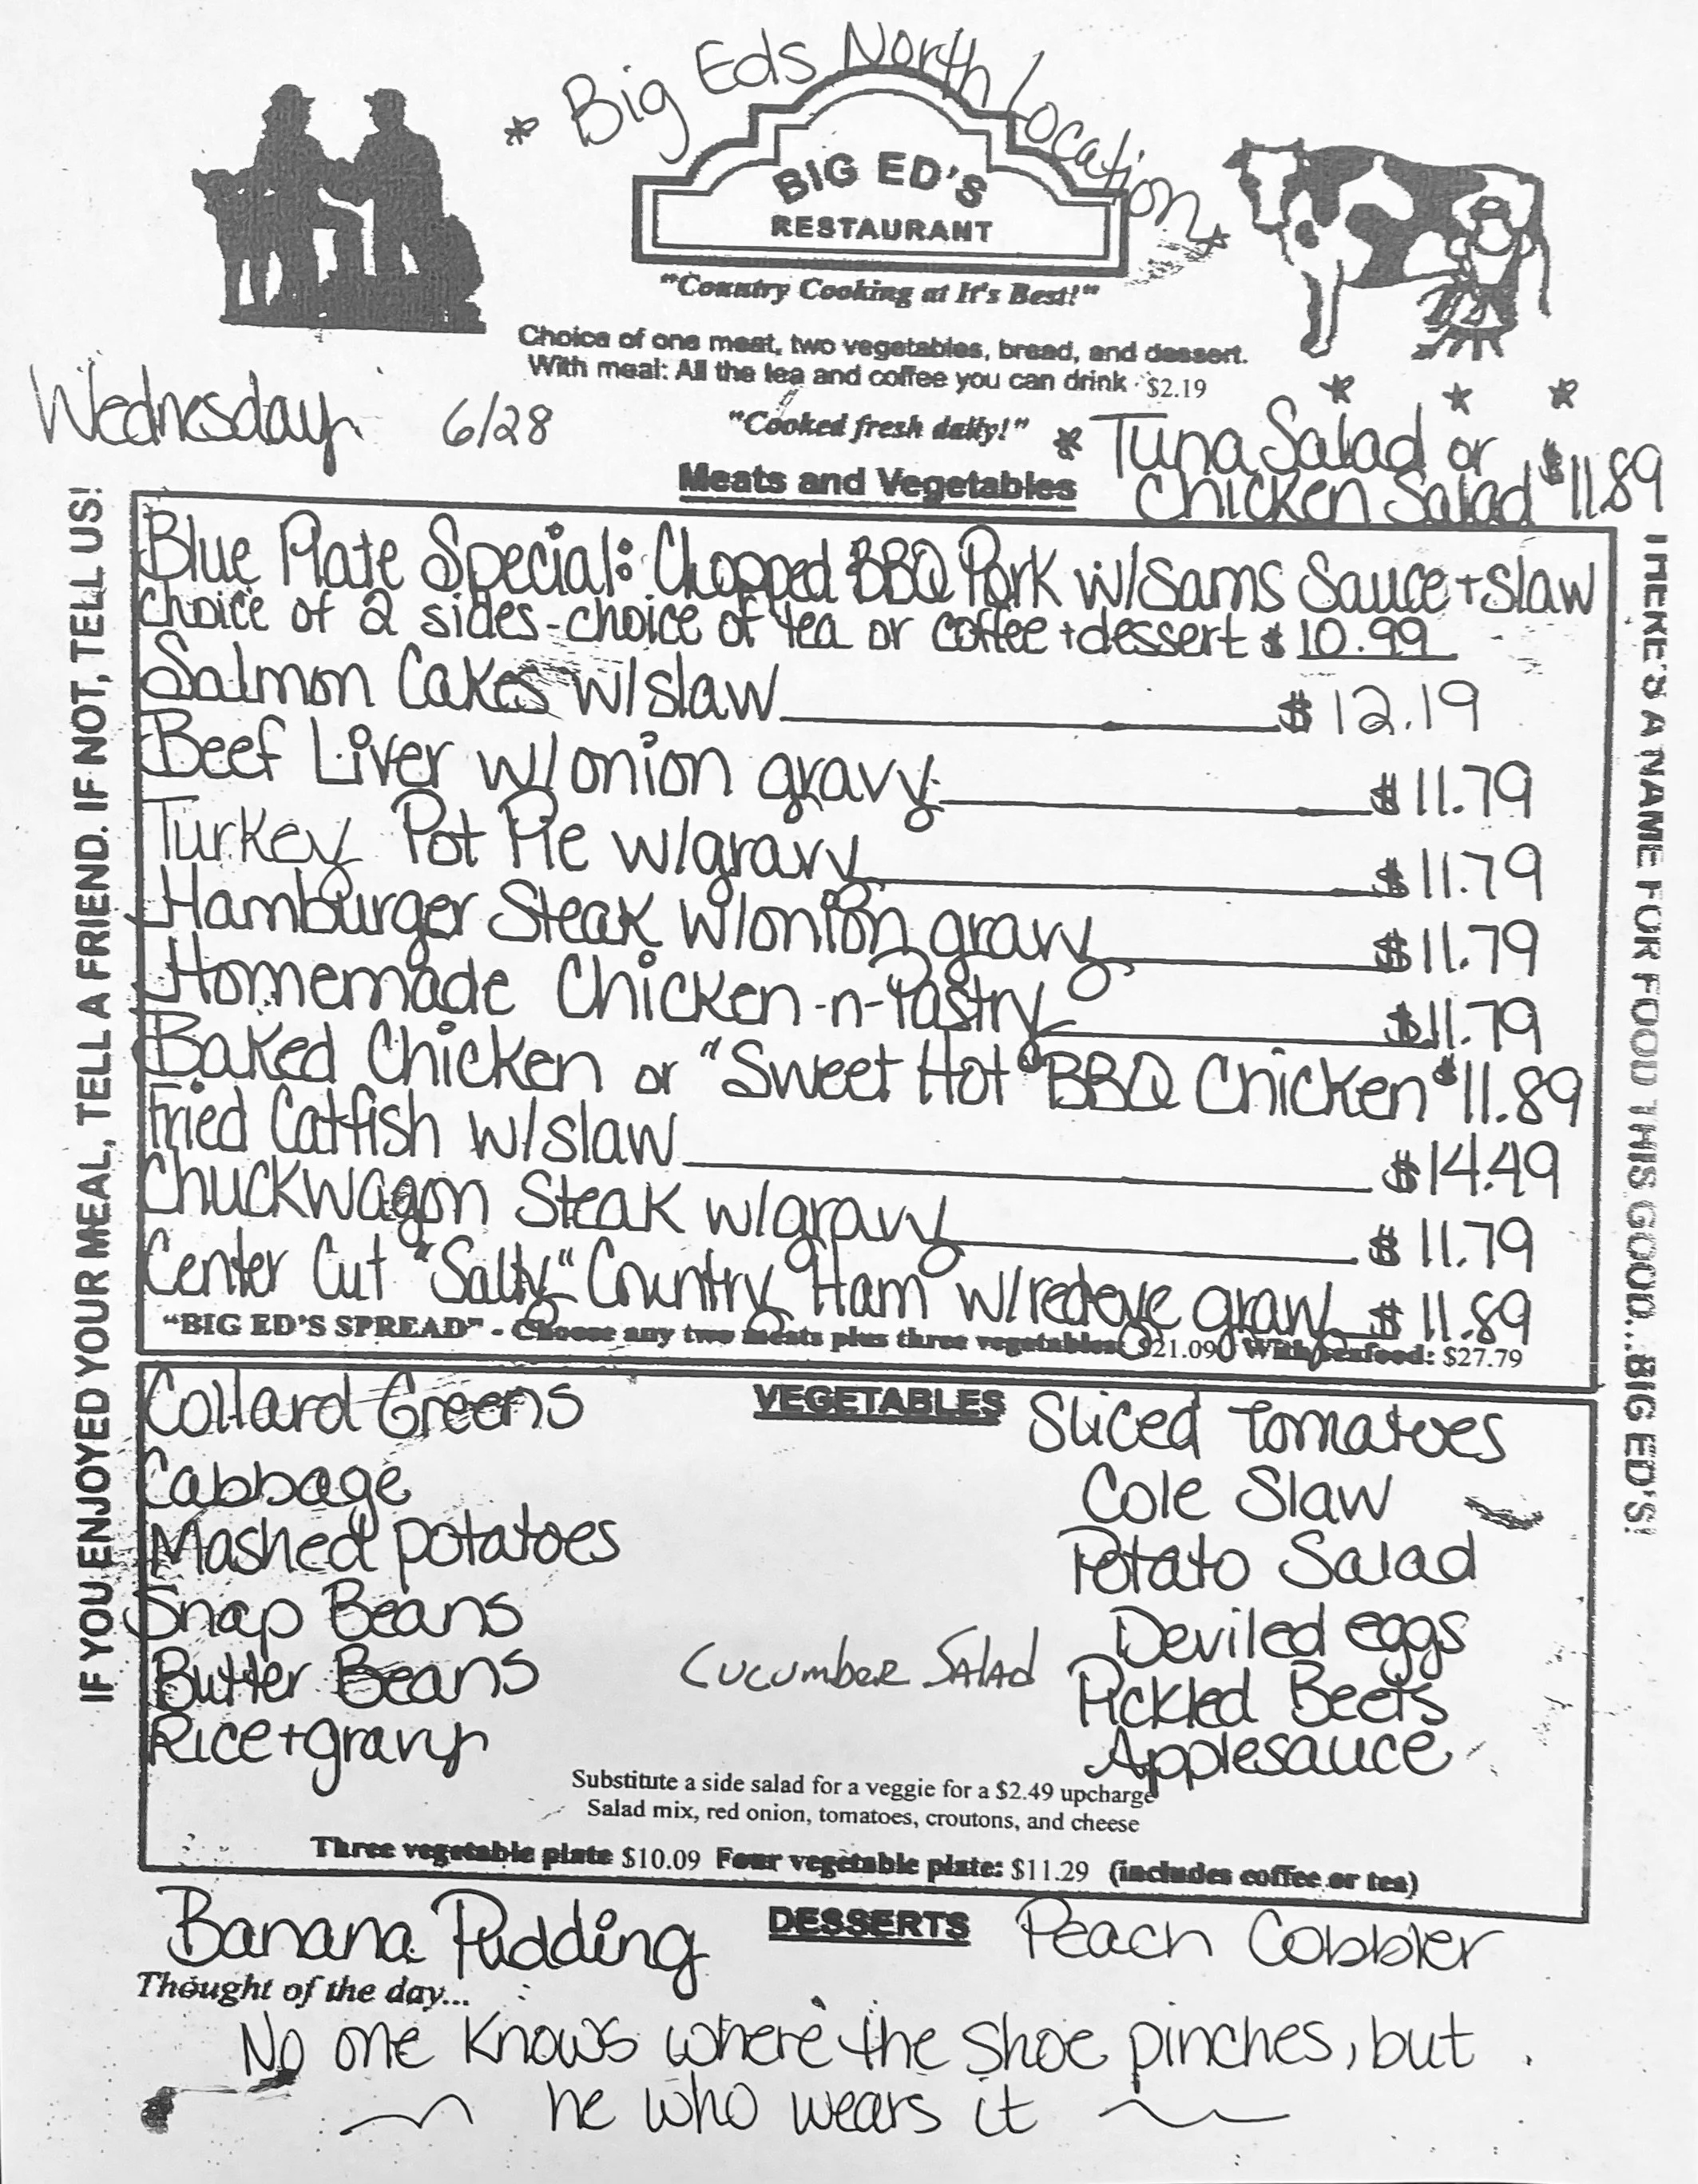 * Big Eds North Location *
BIG ED'S
RESTAURANT
"Country Cooking at It's Best!"
Choice of one meat, two vegetables, bread, and dessert.
With meal: All the tea and coffee you can drink - $2.19
Wednesday 6/28
"Cooked fresh daily!"
* Tuna Salad or
Chicken Salad $11.89
Meats and Vegetables
IF YOU ENJOYED YOUR MEAL, TELL A FRIEND. IF NOT, TELL US!
THERE'S A NAME FOR FOOD THIS GOOD...BIG ED'S!
Blue Plate Special: Chopped BBQ Pork w/Sams Sauce + slaw
choice of 2 sides - choice of tea or coffee + dessert $ 10.99
Salmon Cakes w/slaw $12.19
Beef Liver w/onion gravy $11.79
Turkey Pot Pie w/gravy $11.79
Hamburger Steak w/onion gravy $11.79
Homemade Chicken-n-Pastry $11.79
Baked Chicken or "Sweet Hot" BBQ Chicken $11.89
Fried Catfish w/slaw $14.49
Chuckwagon Steak w/gravy $11.79
Center Cut "Salty" Country Ham w/redeye gravy $11.89
"BIG ED'S SPREAD" - Choose any two meats plus three vegetables: $21.09 With seafood: $27.79
VEGETABLES
Collard Greens
Cabbage
Mashed potatoes
Snap Beans
Butter Beans
Rice + gravy
Cucumber Salad
Sliced Tomatoes
Cole Slaw
Potato Salad
Deviled eggs
Pickled Beets
Applesauce
Substitute a side salad for a veggie for a $2.49 upcharge
Salad mix, red onion, tomatoes, croutons, and cheese
Three vegetable plate $10.09 Four vegetable plate: $11.29 (includes coffee or tea)
DESSERTS
Banana Pudding
Peach Cobbler
Thought of the day...
No one knows where the shoe pinches, but
he who wears it